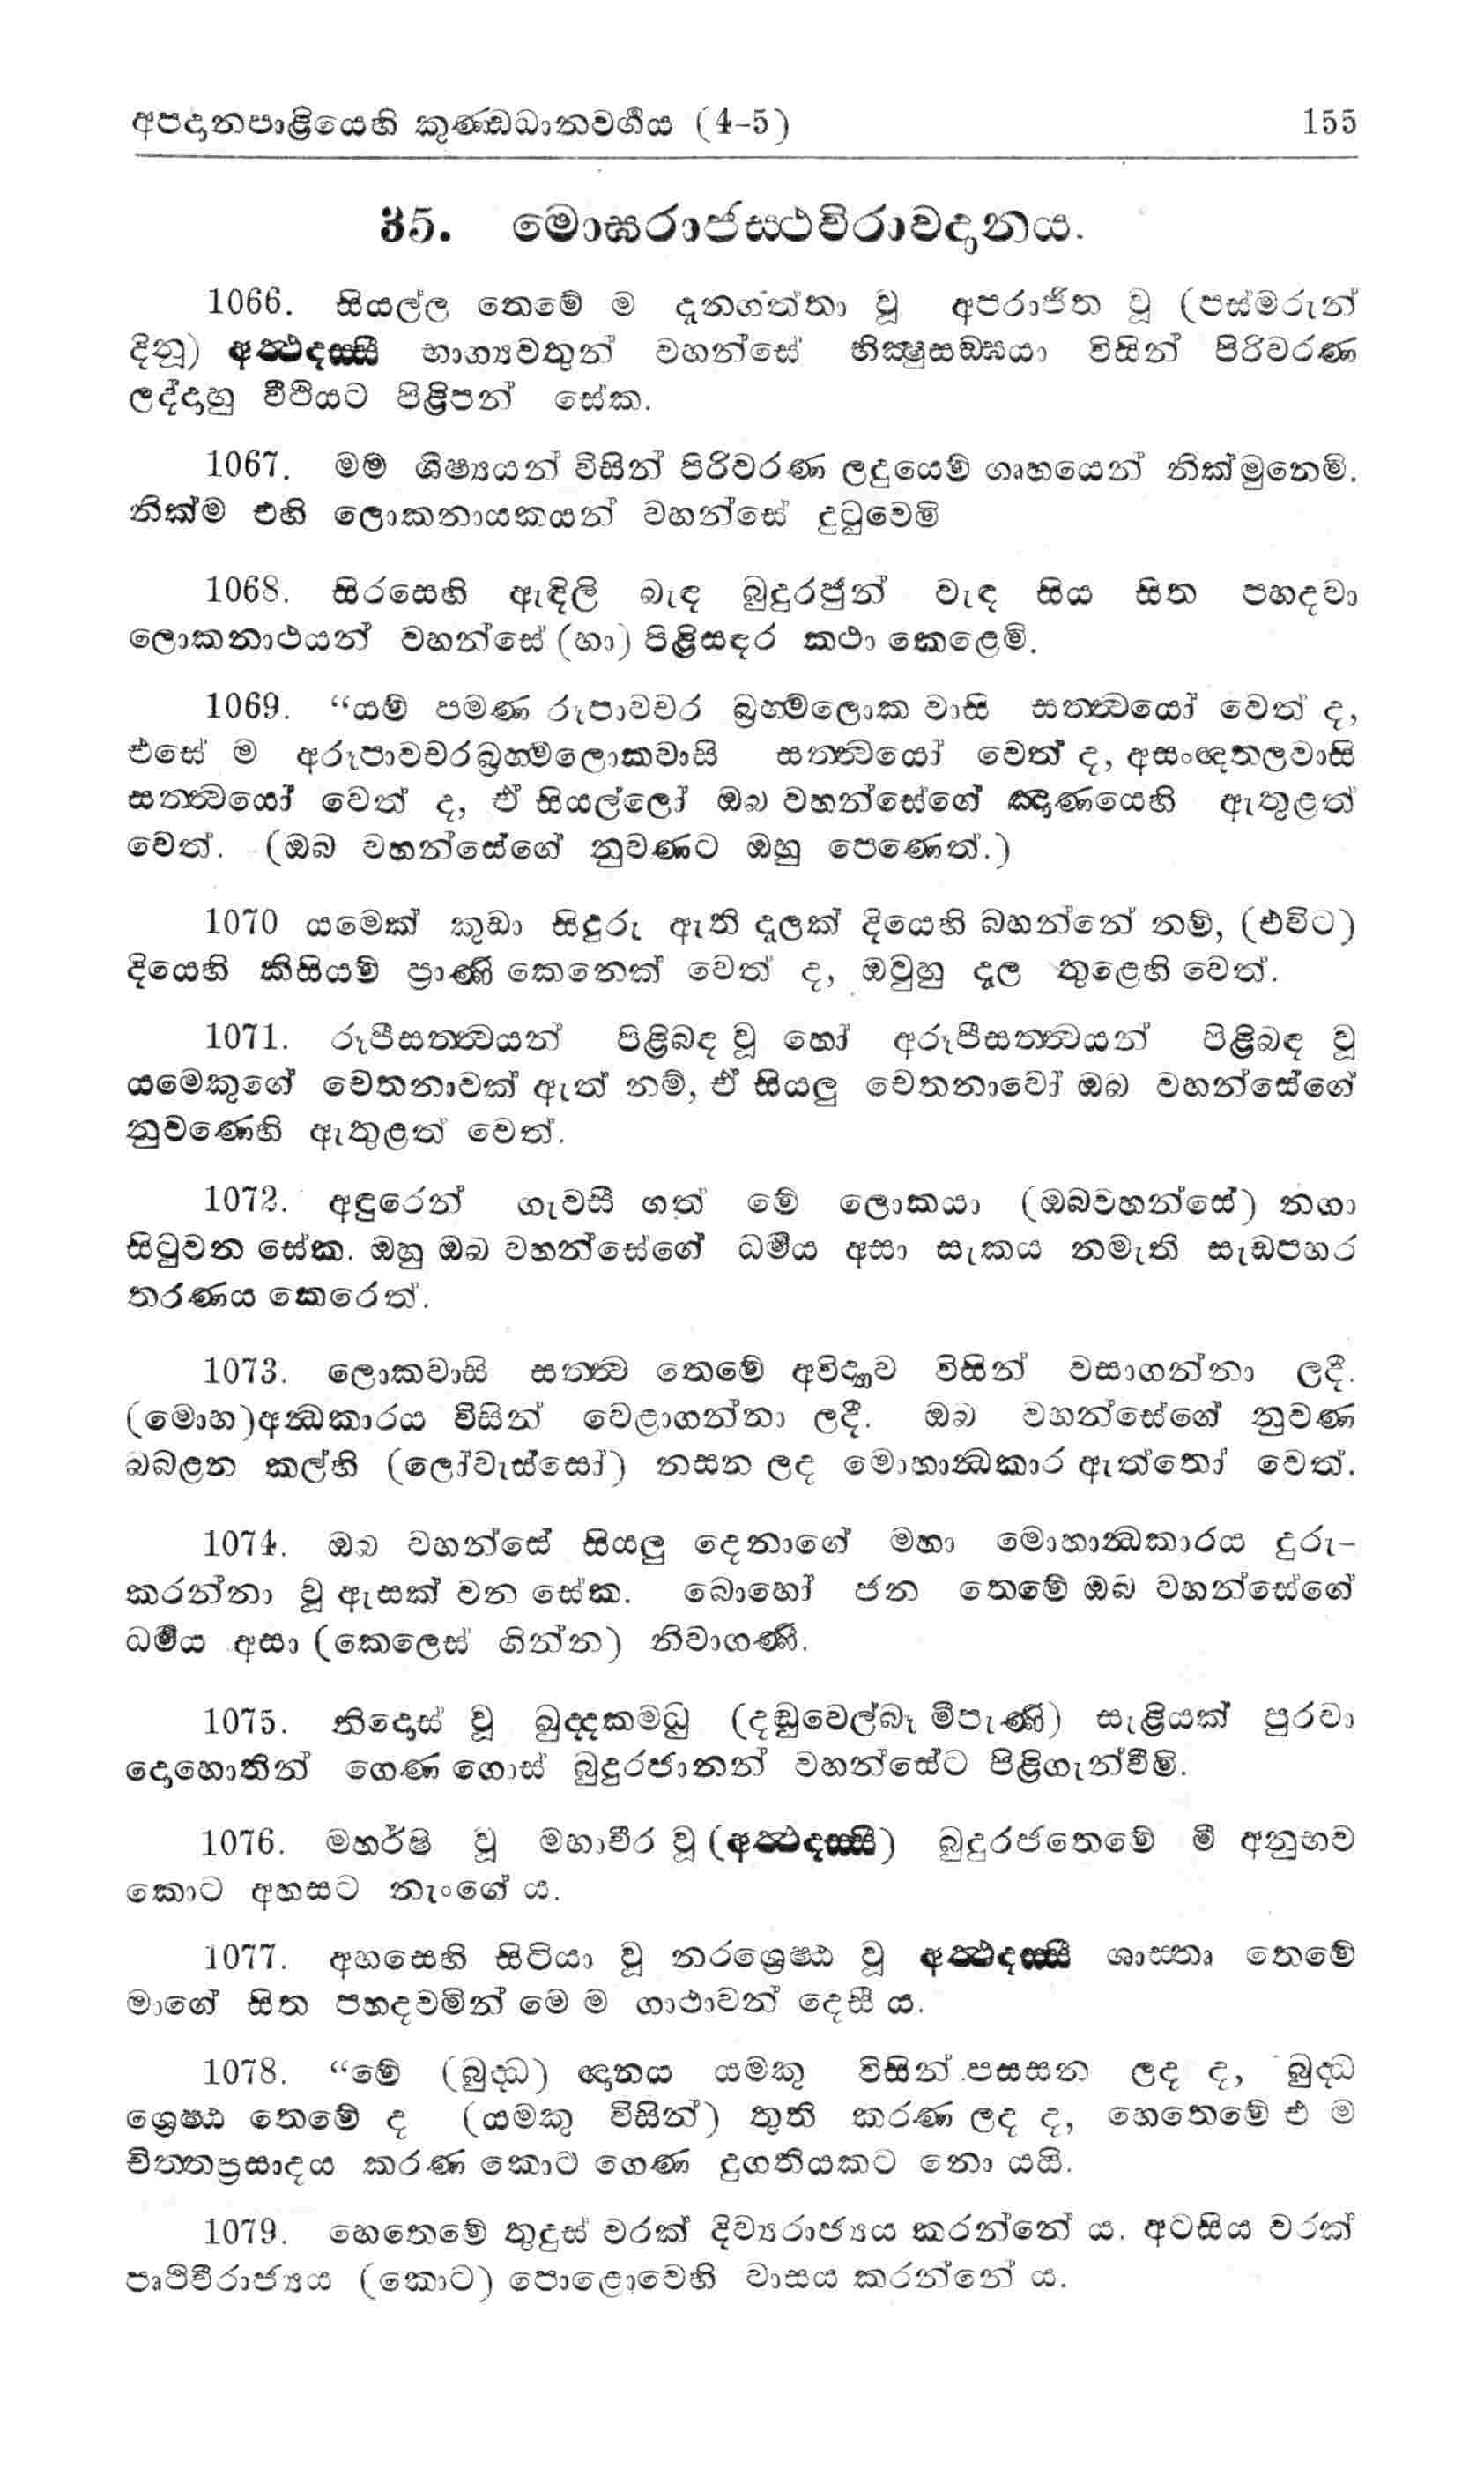 අපදානපාළියෙහි කුණ්ඩධානවර්ගය (4-5) 155
35. මොඝරාජස්ථවිරාවදානය.
1066. සියල්ල තෙමේ ම දැනගත්තා වූ අපරාජිත වූ (පස්මරුන්
දිනූ) අත්ථදස්සී භාග්‍යවතුන් වහන්සේ භික්‍ෂුසඞ්ඝයා විසින් පිරිවරණ
ලද්දාහු වීථියට පිළිපන් සේක.
1067. මම ශිෂ්‍යයන් විසින් පිරිවරණ ලදුයෙම් ගෘහයෙන් නික්මුනෙමි.
නික්ම එහි ලොකනායකයන් වහන්සේ දුටුවෙමි
1068. සිරසෙහි ඇඳිලි බැඳ බුදුරජුන් වැඳ සිය සිත පහදවා
ලොකනාථයන් වහන්සේ (හා) පිළිසඳර කථා කෙළෙමි.
1069. “යම් පමණ රූපාවචර බ්‍රහ්මලොක වාසි සත්ත්‍වයෝ වෙත් ද,
එසේ ම අරූපාවචරබ්‍රහ්මලොකවාසි සත්ත්‍වයෝ වෙත් ද, අසංඥතලවාසි
සත්ත්‍වයෝ වෙත් ද, ඒ සියල්ලෝ ඔබ වහන්සේගේ ඤාණයෙහි ඇතුළත්
වෙත්. (ඔබ වහන්සේගේ නුවණට ඔහු පෙණෙත්.)
1070 යමෙක් කුඩා සිදුරු ඇති දැලක් දියෙහි බහන්නේ නම්, (එවිට)
දියෙහි කිසියම් ප්‍රාණි කෙනෙක් වෙත් ද, ඔවුහු දැල තුළෙහි වෙත්.
1071. රූපීසත්ත්‍වයන් පිළිබඳ වූ හෝ අරූපීසත්ත්‍වයන් පිළිබඳ වූ
යමෙකුගේ චෙතනාවක් ඇත් නම්, ඒ සියලු චෙතනාවෝ ඔබ වහන්සේගේ
නුවණෙහි ඇතුළත් වෙත්.
1072. අඳුරෙන් ගැවසී ගත් මේ ලොකයා (ඔබවහන්සේ) නගා
සිටුවන සේක. ඔහු ඔබ වහන්සේගේ ධර්මය අසා සැකය නමැති සැඩපහර
තරණය කෙරෙත්.
1073. ලොකවාසි සත්ත්‍ව තෙමේ අවිද්‍යාව විසින් වසාගන්නා ලදී.
(මොහ)අන්ධකාරය විසින් වෙළාගන්නා ලදී. ඔබ වහන්සේගේ නුවණ
බබළන කල්හි (ලෝවැස්සෝ) නසන ලද මොහාන්ධකාර ඇත්තෝ වෙත්.
1074. ඔබ වහන්සේ සියලු දෙනාගේ මහා මොහාන්ධකාරය දුරු-
කරන්නා වූ ඇසක් වන සේක. බොහෝ ජන තෙමේ ඔබ වහන්සේගේ
ධර්මය අසා (කෙලෙස් ගින්න) නිවාගණී.
1075. නිදොස් වූ ඛුද්දකමධු (දඬුවෙල්බෑ මීපැණි) සැළියක් පුරවා
දොහොතින් ගෙණ ගොස් බුදුරජානන් වහන්සේට පිළිගැන්වීමි.
1076. මහර්ෂි වූ මහාවීර වූ (අත්ථදස්සී) බුදුරජතෙමේ මී අනුභව
කොට අහසට නැංගේ ය.
1077. අහසෙහි සිටියා වූ නරශ්‍රෙෂ්ඨ වූ අත්ථදස්සී ශාස්තෘ තෙමේ
මාගේ සිත පහදවමින් මෙ ම ගාථාවන් දෙසී ය.
1078. “මේ (බුද්ධ) ඥානය යමකු විසින් පසසන ලද ද, බුද්ධ
ශ්‍රෙෂ්ඨ තෙමේ ද (යමකු විසින්) තුති කරණ ලද ද, හෙතෙමේ එ ම
චිත්තප්‍රසාදය කරණ කොට ගෙණ දුගතියකට නො යයි.
1079. හෙතෙමේ තුදුස් වරක් දිව්‍යරාජ්‍යය කරන්නේ ය. අටසිය වරක්
පෘථිවීරාජ්‍යය (කොට) පොළොවෙහි වාසය කරන්නේ ය.